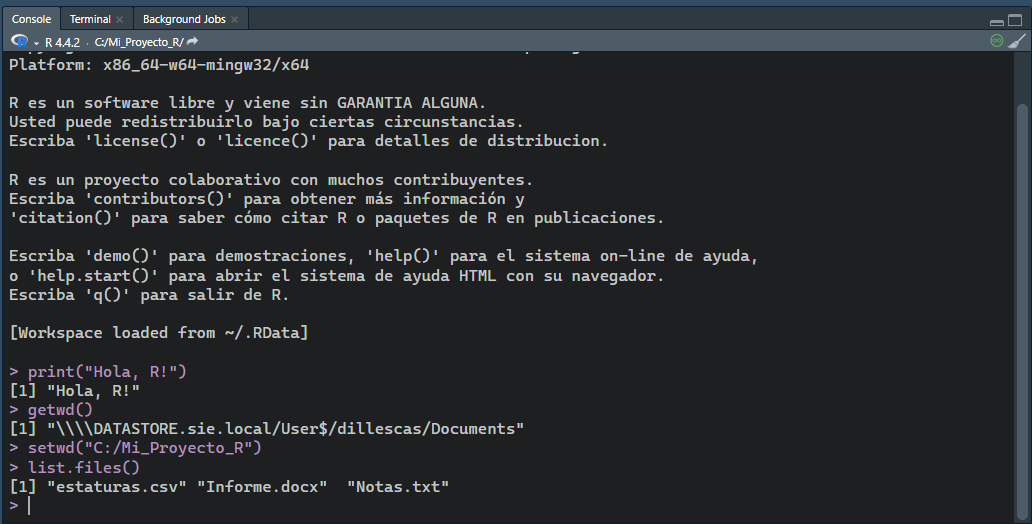 Console Terminal Background Jobs
R 4.4.2 · C:/Mi_Proyecto_R/
Platform: x86_64-w64-mingw32/x64
R es un software libre y viene sin GARANTIA ALGUNA.
Usted puede redistribuirlo bajo ciertas circunstancias.
Escriba 'license()' o 'licence()' para detalles de distribucion.
R es un proyecto colaborativo con muchos contribuyentes.
Escriba 'contributors()' para obtener más información y
'citation()' para saber cómo citar R o paquetes de R en publicaciones.
Escriba 'demo()' para demostraciones, 'help()' para el sistema on-line de ayuda,
o 'help.start()' para abrir el sistema de ayuda HTML con su navegador.
Escriba 'q()' para salir de R.
[Workspace loaded from ~/.RData]
> print("Hola, R!")
[1] "Hola, R!"
> getwd()
[1] "\\\\DATASTORE.sie.local/User$/dillescas/Documents"
> setwd("C:/Mi_Proyecto_R")
> list.files()
[1] "estaturas.csv" "Informe.docx"  "Notas.txt"
>